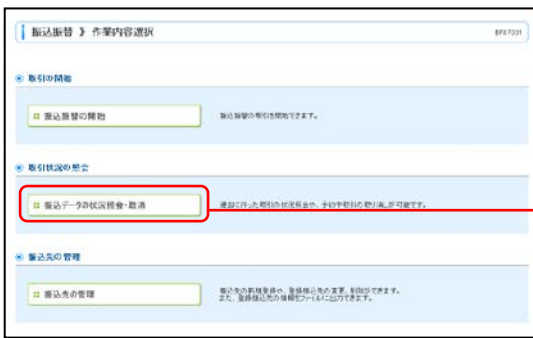 振込振替 》 作業内容選択
BFKF001
取引の開始
振込振替の開始
振込振替の取引を開始できます。
取引状況の照会
振込データの状況照会・取消
過去に行った取引の状況照会や、予約中取引の取り消しが可能です。
振込先の管理
振込先の管理
振込先の新規登録や、登録振込先の変更、削除ができます。
また、登録振込先の情報をファイルに出力できます。